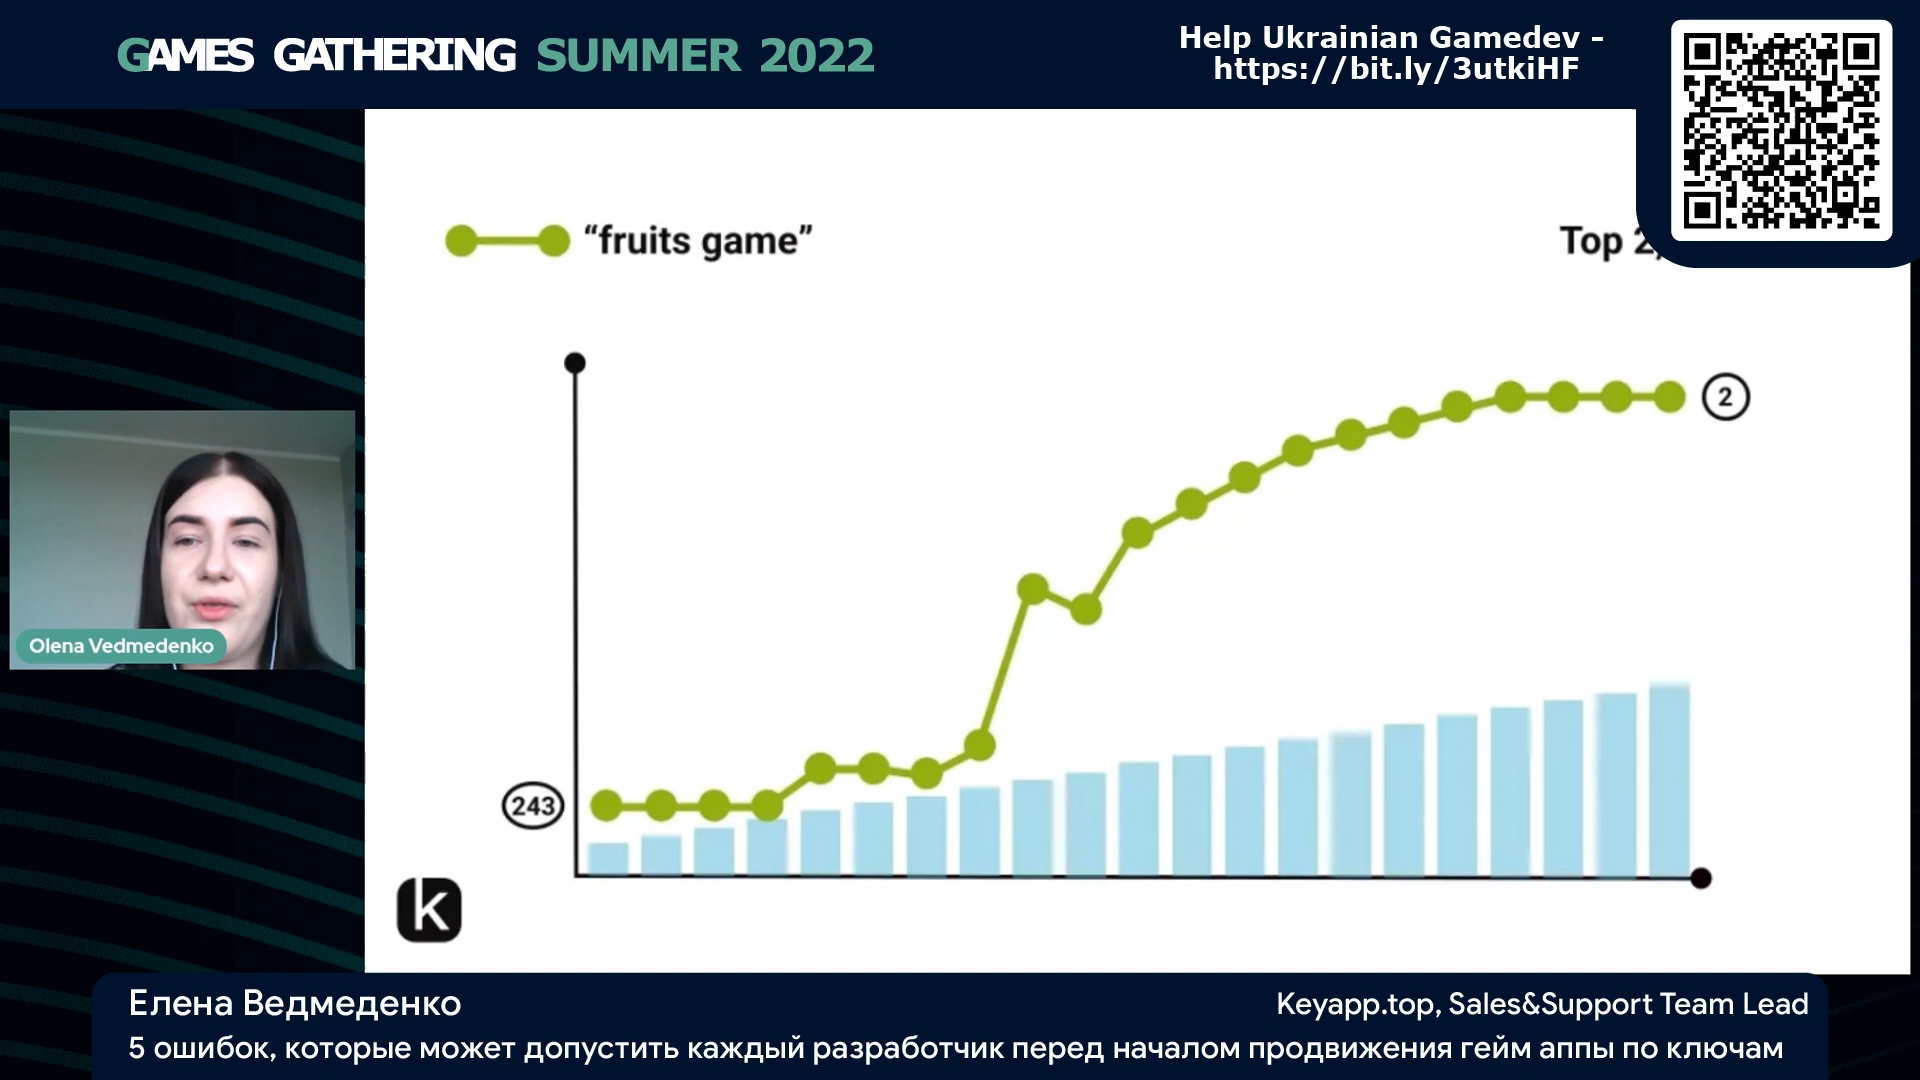 GAMES GATHERING SUMMER 2022
Help Ukrainian Gamedev -
https://bit.ly/3utkiHF
“fruits game”
Top 2,
2
243
k
Olena Vedmedenko
Елена Ведмеденко
Keyapp.top, Sales&Support Team Lead
5 ошибок, которые может допустить каждый разработчик перед началом продвижения гейм аппы по ключам